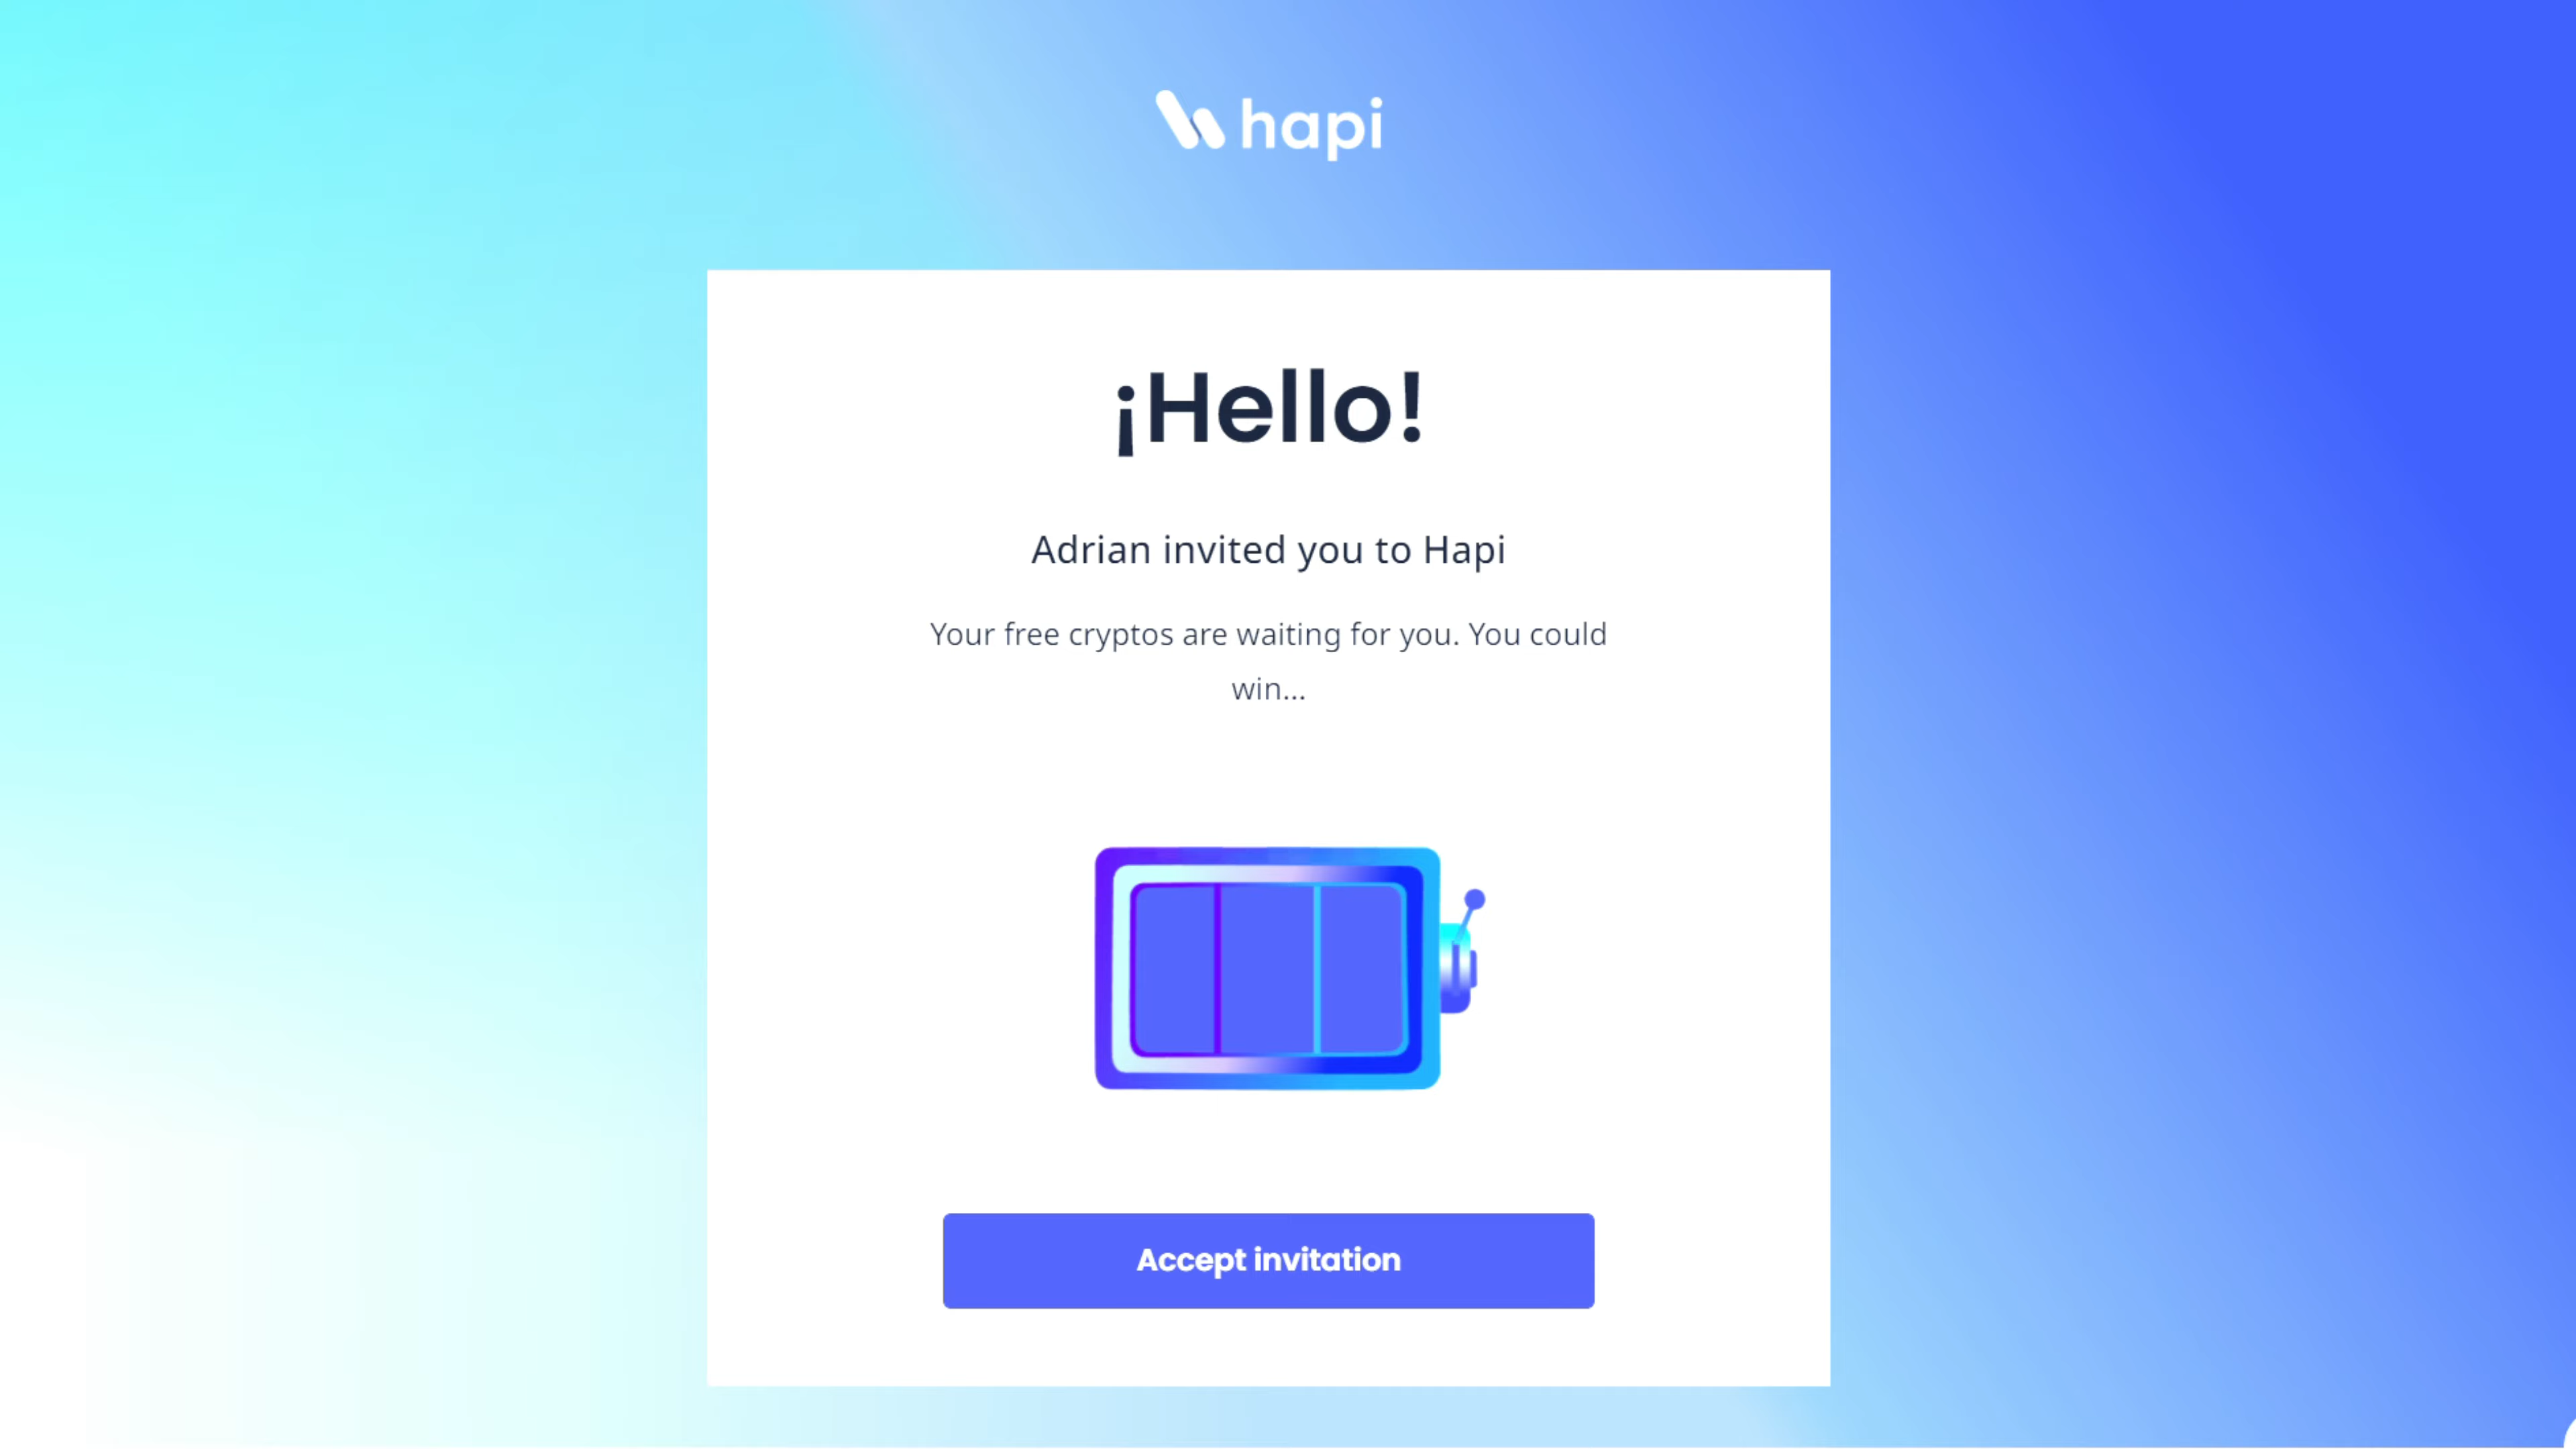 hapi
¡Hello!
Adrian invited you to Hapi
Your free cryptos are waiting for you. You could
win...
Accept invitation